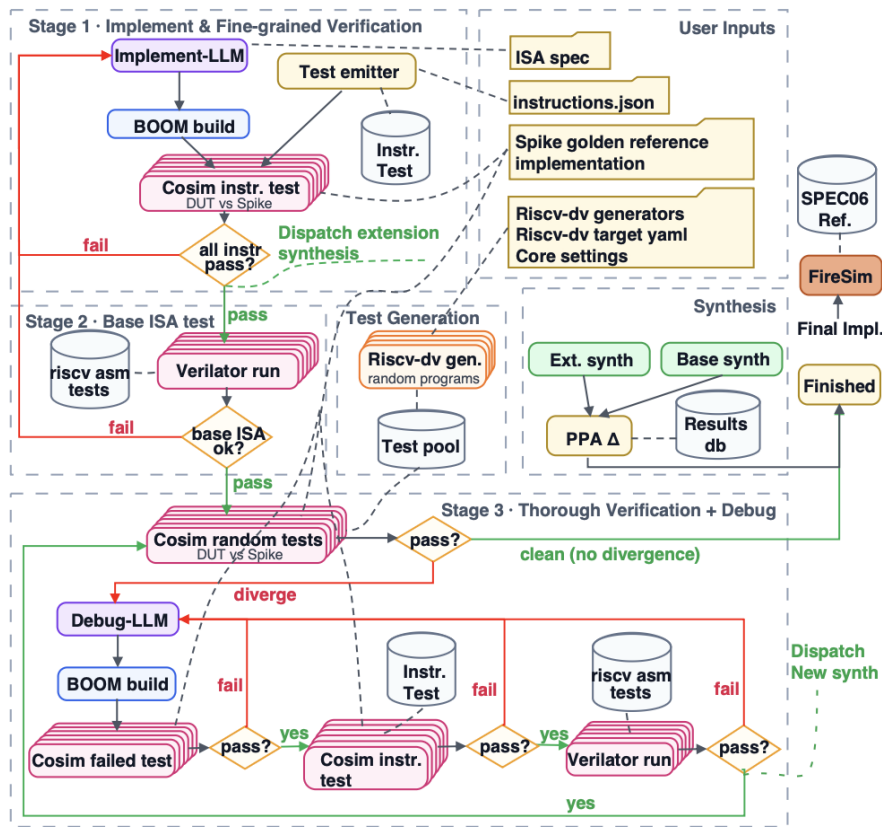 Stage 1 · Implement & Fine-grained Verification
Implement-LLM
Test emitter
BOOM build
Instr.
Test
Cosim instr. test
DUT vs Spike
all instr
pass?
fail
Dispatch extension
synthesis
pass
User Inputs
ISA spec
instructions.json
Spike golden reference
implementation
Riscv-dv generators
Riscv-dv target yaml
Core settings
SPEC06
Ref.
FireSim
Final Impl.
Finished
Stage 2 · Base ISA test
riscv asm
tests
Verilator run
base ISA
ok?
fail
pass
Test Generation
Riscv-dv gen.
random programs
Test pool
Synthesis
Ext. synth
Base synth
PPA Δ
Results
db
Stage 3 · Thorough Verification + Debug
Cosim random tests
DUT vs Spike
pass?
clean (no divergence)
diverge
Debug-LLM
BOOM build
Cosim failed test
pass?
fail
yes
Instr.
Test
Cosim instr.
test
pass?
fail
yes
riscv asm
tests
Verilator run
pass?
fail
yes
Dispatch
New synth